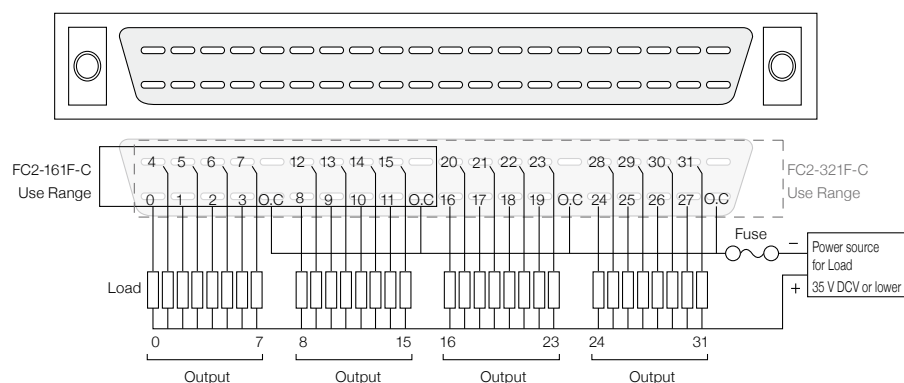 FC2-161F-C
Use Range
4 5 6 7 12 13 14 15 20 21 22 23 28 29 30 31
FC2-321F-C
Use Range
0 1 2 3 O.C 8 9 10 11 O.C 16 17 18 19 O.C 24 25 26 27 O.C
Fuse
−
Power source
for Load
35 V DCV or lower
+
Load
0 7 8 15 16 23 24 31
Output Output Output Output